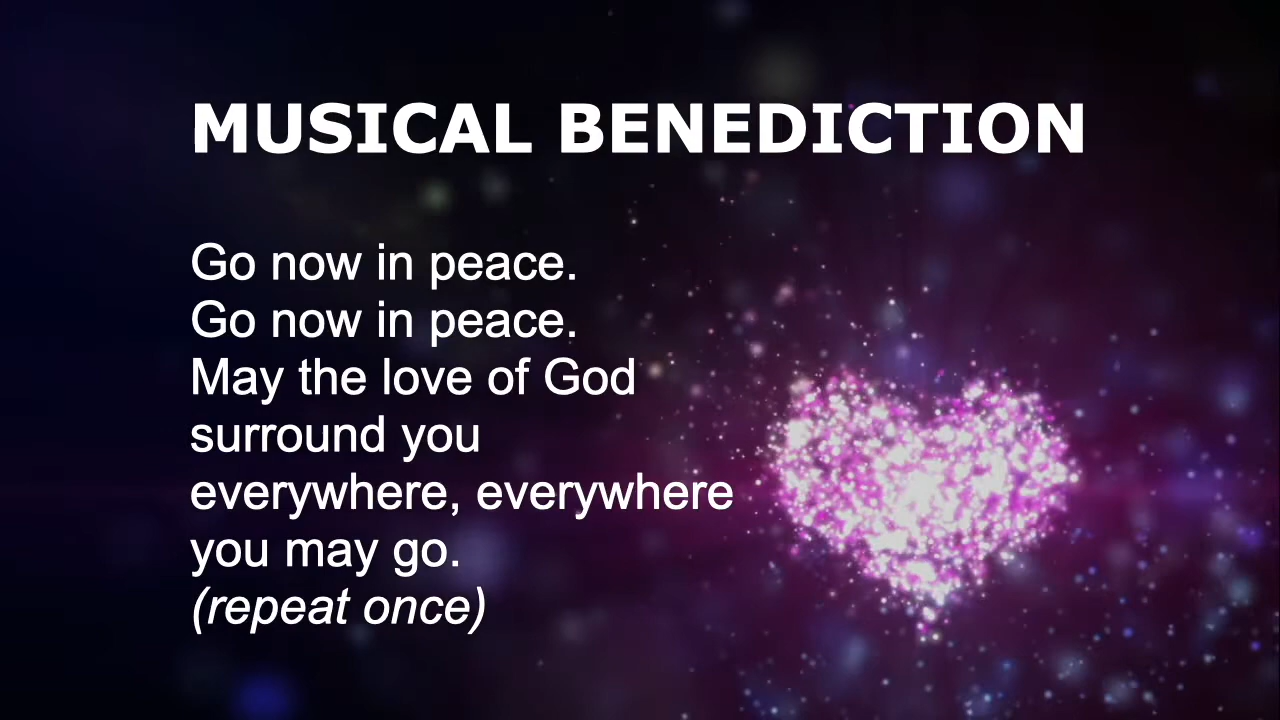 MUSICAL BENEDICTION
Go now in peace.
Go now in peace.
May the love of God
surround you
everywhere, everywhere
you may go.
(repeat once)